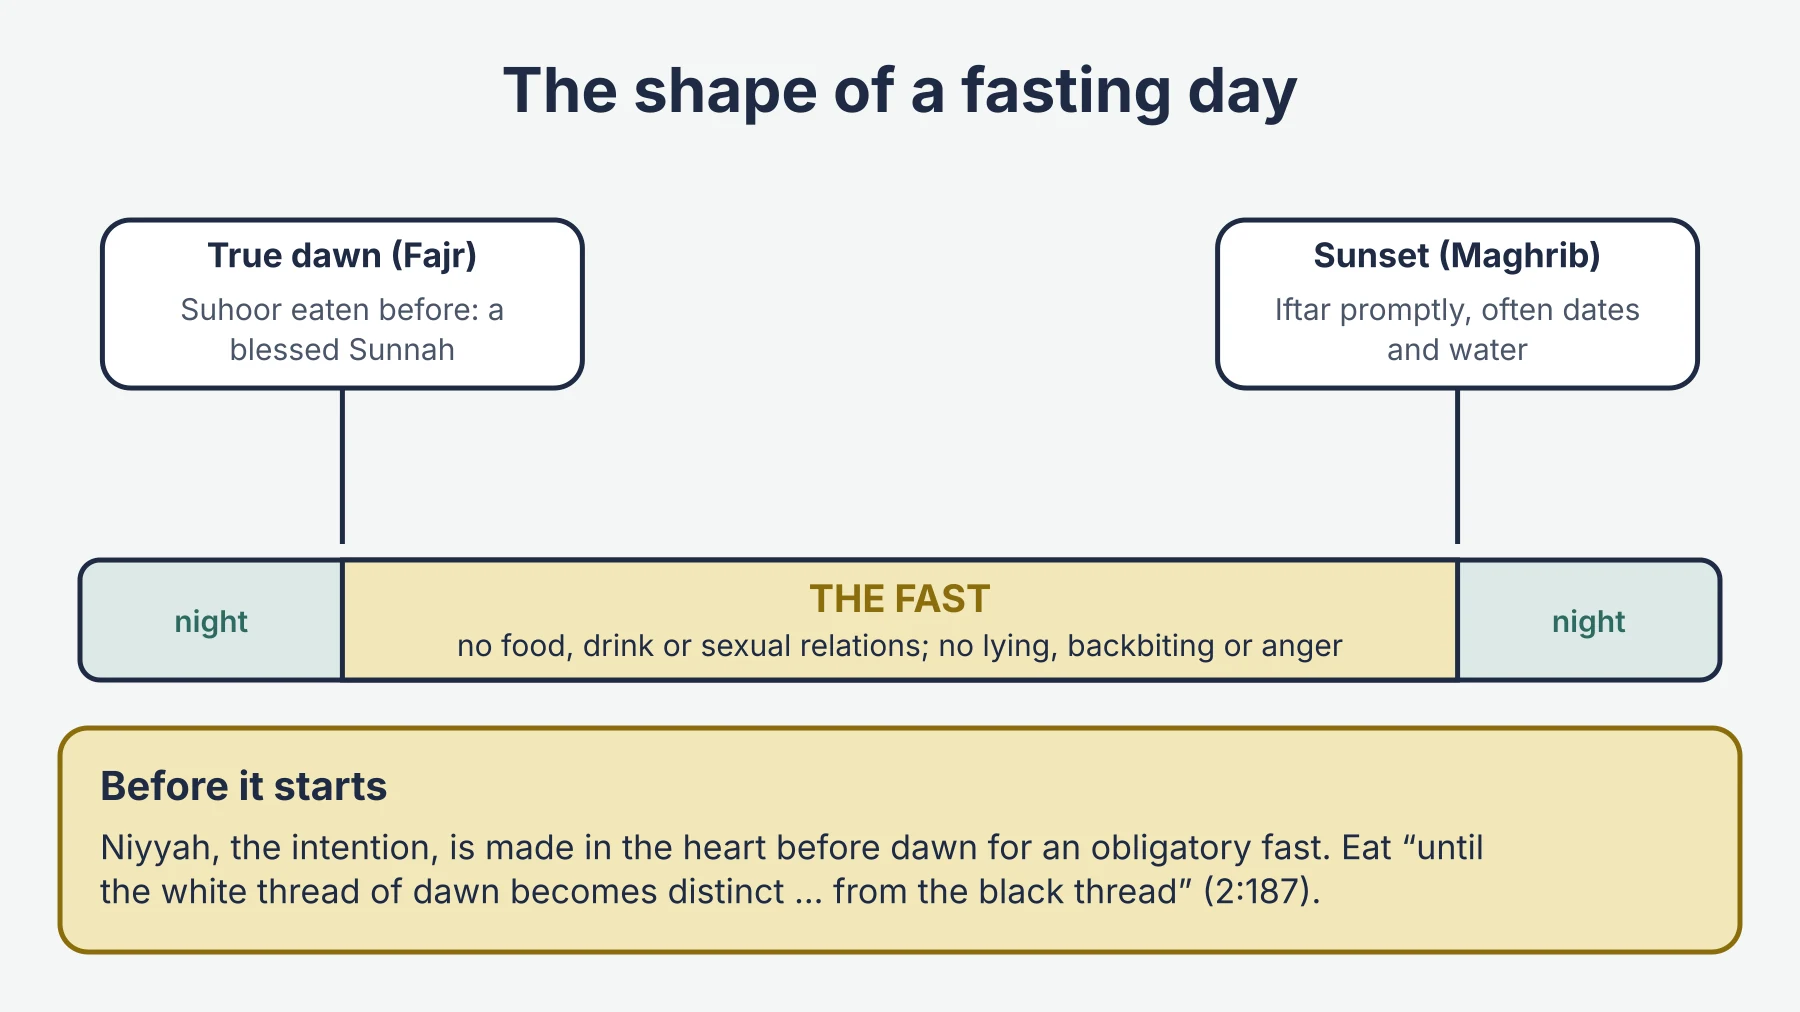 The shape of a fasting day
True dawn (Fajr)
Suhoor eaten before: a
blessed Sunnah
Sunset (Maghrib)
Iftar promptly, often dates
and water
night
THE FAST
no food, drink or sexual relations; no lying, backbiting or anger
night
Before it starts
Niyyah, the intention, is made in the heart before dawn for an obligatory fast. Eat “until
the white thread of dawn becomes distinct … from the black thread” (2:187).